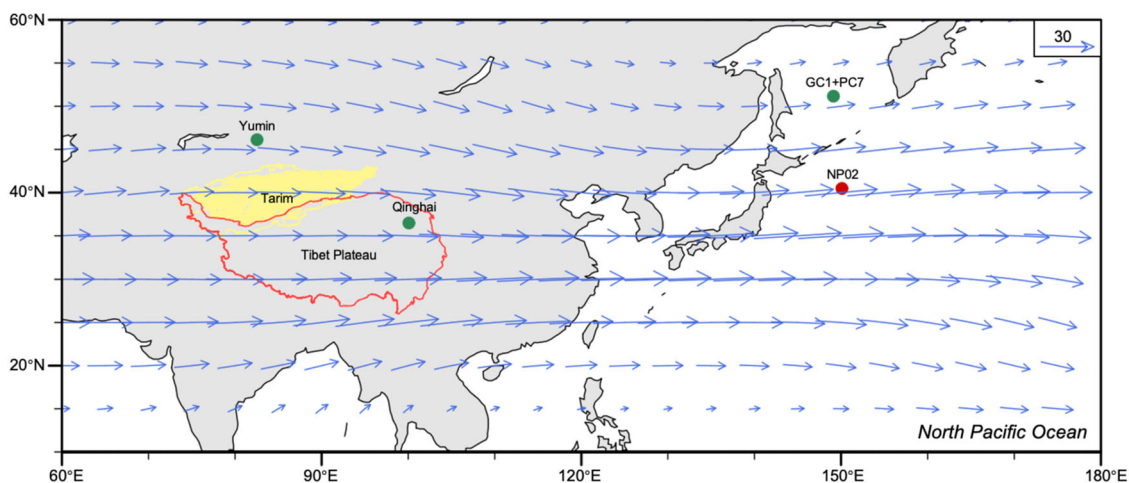 60°N
30
GC1+PC7
Yumin
NP02
40°N
Tarim
Qinghai
Tibet Plateau
20°N
North Pacific Ocean
60°E
90°E
120°E
150°E
180°E